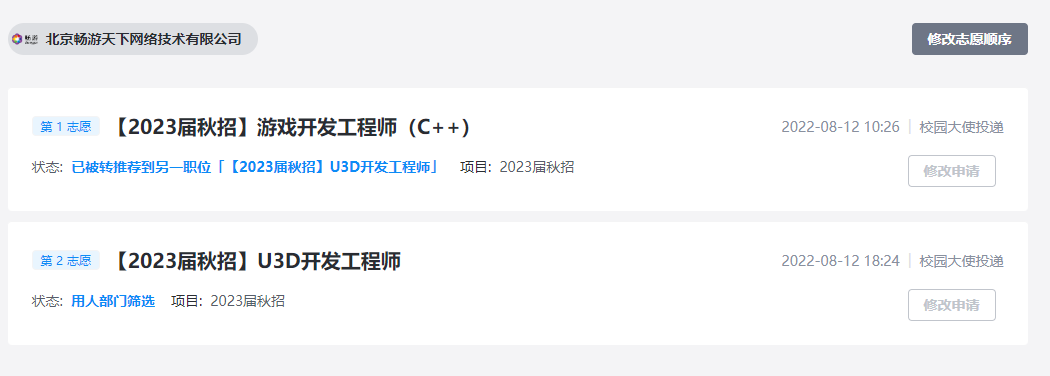 畅游 北京畅游天下网络技术有限公司
修改志愿顺序
第 1 志愿 【2023届秋招】游戏开发工程师（C++） 2022-08-12 10:26 | 校园大使投递
状态: 已被转推荐到另一职位「【2023届秋招】U3D开发工程师」 项目: 2023届秋招
修改申请
第 2 志愿 【2023届秋招】U3D开发工程师 2022-08-12 18:24 | 校园大使投递
状态: 用人部门筛选 项目: 2023届秋招
修改申请